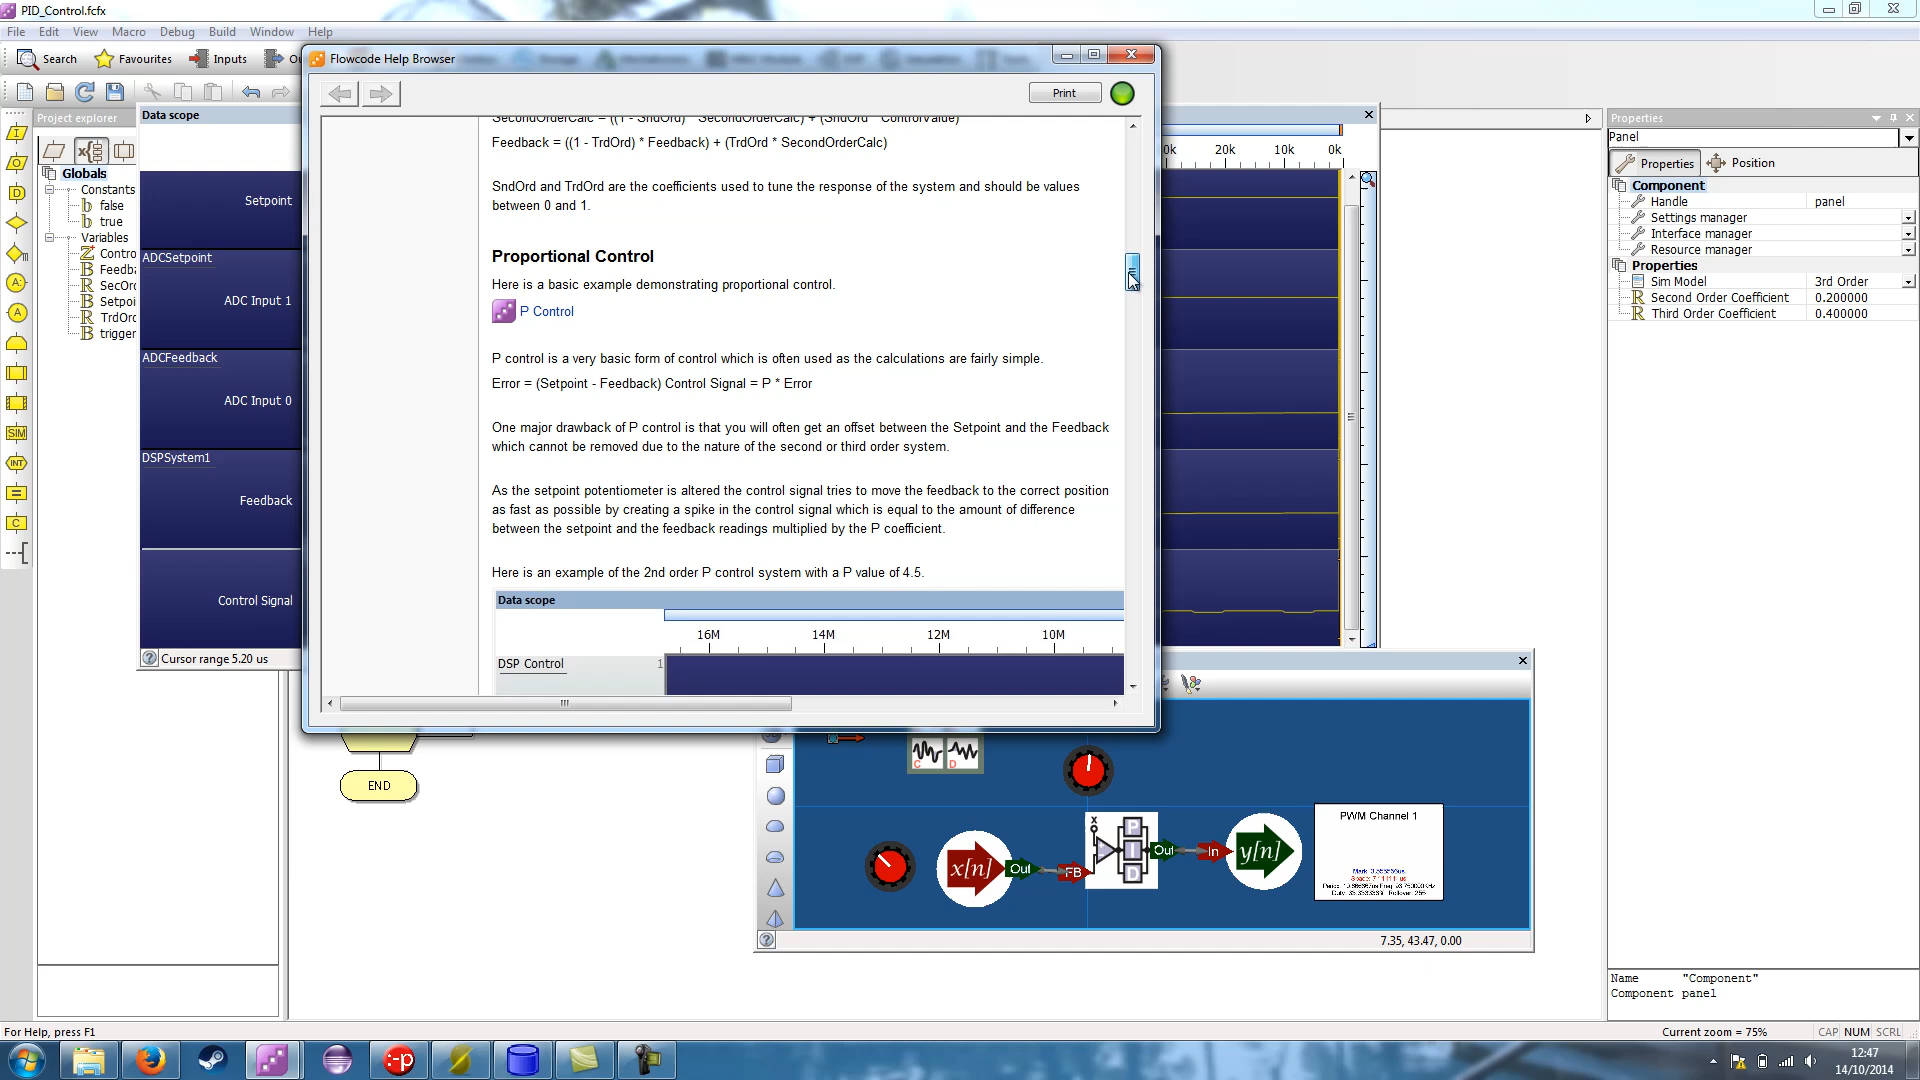 PID_Control.fcfx
File Edit View Macro Debug Build Window Help
Search Favourites Inputs
Flowcode Help Browser
Print
Project explorer
Globals
Constants
false
true
Variables
Contro
Feedba
SecOrd
Setpoi
TrdOrd
trigger
Data scope
Setpoint
ADCSetpoint
ADC Input 1
ADCFeedback
ADC Input 0
DSPSystem1
Feedback
Control Signal
Cursor range 5.20 us
SecondOrderCalc = ((1 - SndOrd) * SecondOrderCalc) + (SndOrd * ControlValue)
Feedback = ((1 - TrdOrd) * Feedback) + (TrdOrd * SecondOrderCalc)
SndOrd and TrdOrd are the coefficients used to tune the response of the system and should be values
between 0 and 1.
Proportional Control
Here is a basic example demonstrating proportional control.
P Control
P control is a very basic form of control which is often used as the calculations are fairly simple.
Error = (Setpoint - Feedback) Control Signal = P * Error
One major drawback of P control is that you will often get an offset between the Setpoint and the Feedback
which cannot be removed due to the nature of the second or third order system.
As the setpoint potentiometer is altered the control signal tries to move the feedback to the correct position
as fast as possible by creating a spike in the control signal which is equal to the amount of difference
between the setpoint and the feedback readings multiplied by the P coefficient.
Here is an example of the 2nd order P control system with a P value of 4.5.
Data scope
16M 14M 12M 10M
DSP Control 1
0k 20k 0k
Properties
Panel
Properties Position
Component
Handle panel
Settings manager
Interface manager
Resource manager
Properties
Sim Model 3rd Order
Second Order Coefficient 0.200000
Third Order Coefficient 0.400000
END
C D
x[n] Out FB
x
P
I
D
Out In y[n]
PWM Channel 1
7.35, 43.47, 0.00
Name "Component"
Component panel
For Help, press F1
Current zoom = 75% CAP NUM SCRL
12:47
14/10/2014